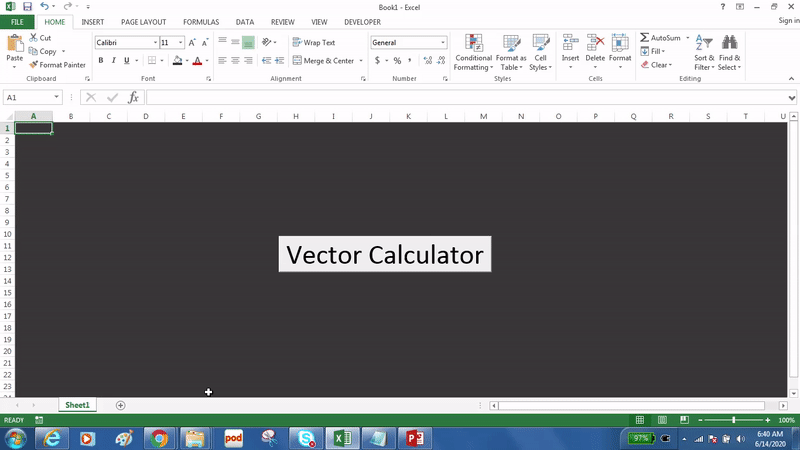 Book1 - Excel
? 
FILE HOME INSERT PAGE LAYOUT FORMULAS DATA REVIEW VIEW DEVELOPER Sign in
Paste
Cut
Copy
Format Painter
Clipboard
Calibri 11 A A
B I U A
Font
Wrap Text
Merge & Center
Alignment
General
$ % ,
Number
Conditional Formatting
Format as Table
Cell Styles
Styles
Insert Delete Format
Cells
AutoSum
Fill
Clear
Sort & Filter
Find & Select
Editing
A1 fx
A B C D E F G H I J K L M N O P Q R S T U
1
2
3
4
5
6
7
8
9
10
11
12
13
14
15
16
17
18
19
20
21
22
23
Vector Calculator
Sheet1
READY 100%
pod 97% 6:40 AM
6/14/2020